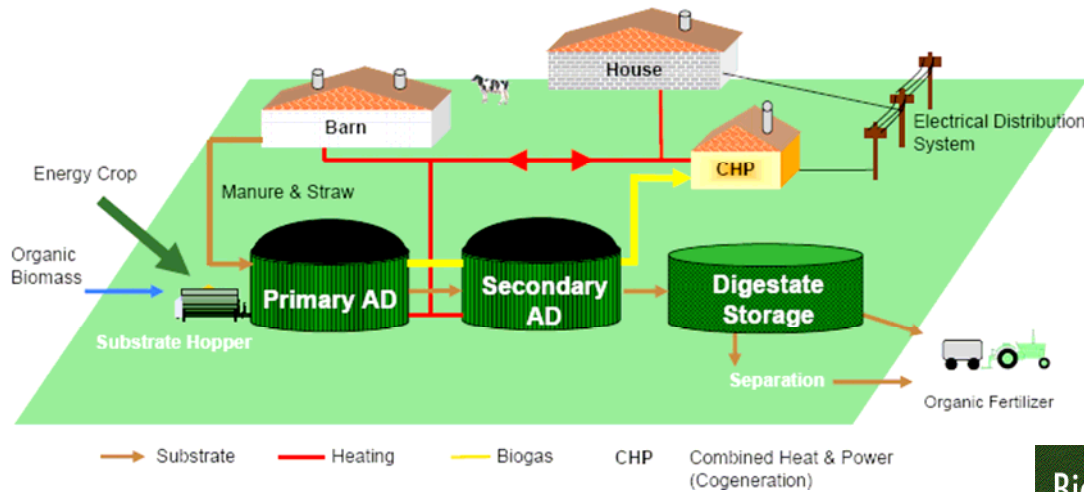 House
Barn
Electrical Distribution
System
CHP
Energy Crop
Manure & Straw
Organic
Biomass
Primary AD
Secondary
AD
Digestate
Storage
Substrate Hopper
Separation
Organic Fertilizer
Substrate
Heating
Biogas
CHP
Combined Heat & Power
(Cogeneration)